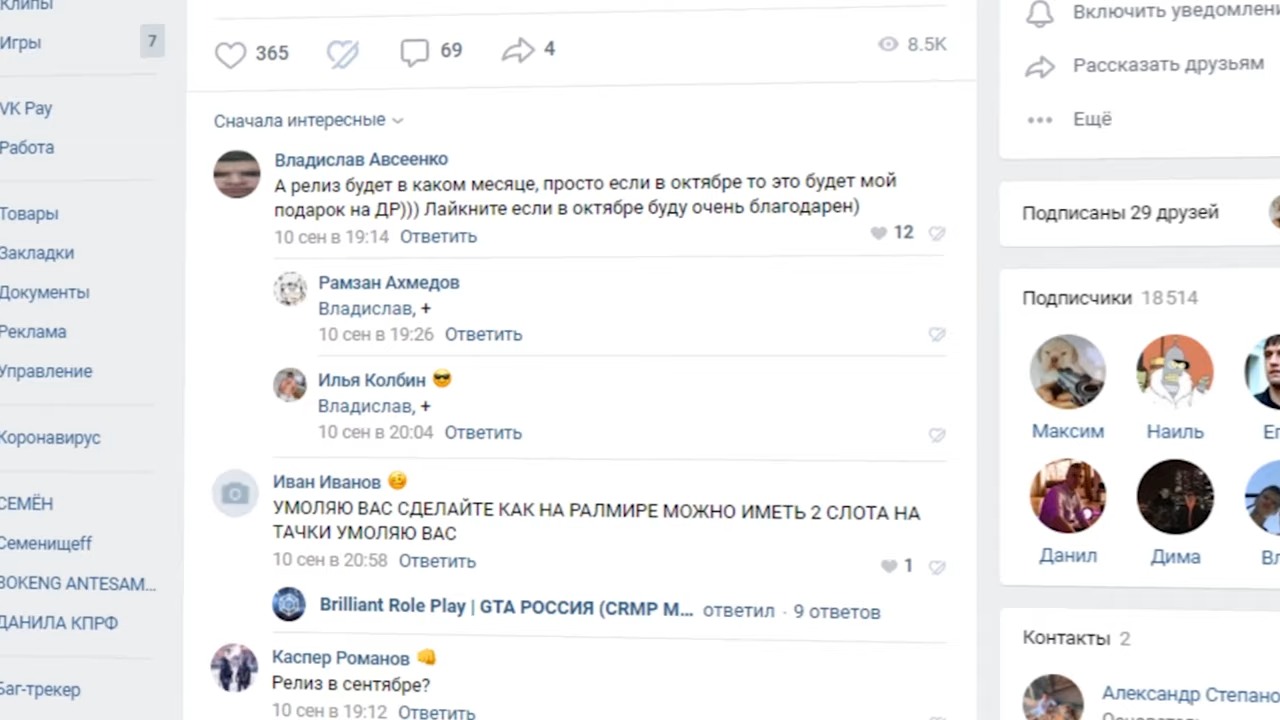 Клипы
Игры
7
VK Pay
Работа
Товары
Закладки
Документы
Реклама
Управление
Коронавирус
СЕМЁН
Семенищеff
BOKENG ANTESAM...
ДАНИЛА КПРФ
Баг-трекер
365
69
4
8.5K
Сначала интересные
Владислав Авсеенко
А релиз будет в каком месяце, просто если в октябре то это будет мой
подарок на ДР))) Лайкните если в октябре буду очень благодарен)
10 сен в 19:14 Ответить
12
Рамзан Ахмедов
Владислав, +
10 сен в 19:26 Ответить
Илья Колбин
Владислав, +
10 сен в 20:04 Ответить
Иван Иванов
УМОЛЯЮ ВАС СДЕЛАЙТЕ КАК НА РАЛМИРЕ МОЖНО ИМЕТЬ 2 СЛОТА НА
ТАЧКИ УМОЛЯЮ ВАС
10 сен в 20:58 Ответить
1
Brilliant Role Play | GTA РОССИЯ (CRMP M... ответил · 9 ответов
Каспер Романов
Релиз в сентябре?
10 сен в 19:12 Ответить
Включить уведомлени
Рассказать друзьям
Ещё
Подписаны 29 друзей
Подписчики 18 514
Максим Наиль Ег
Данил Дима Вл
Контакты 2
Александр Степано